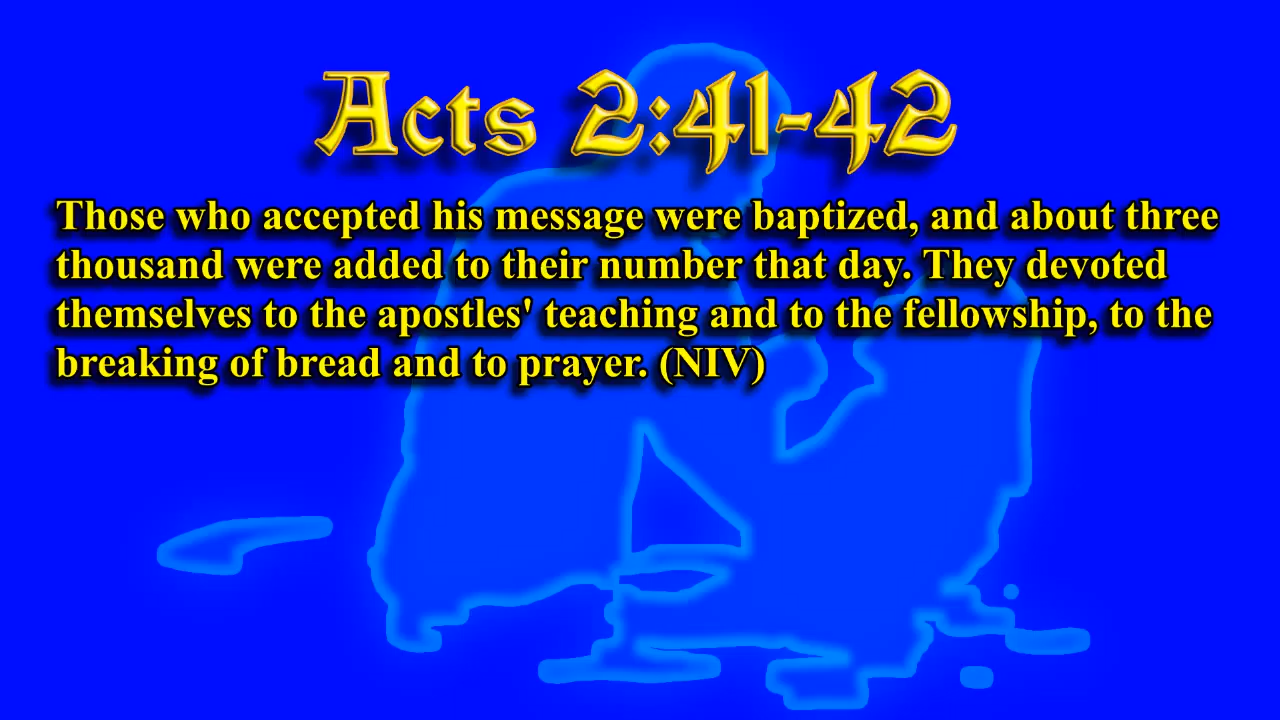 Acts 2:41-42
Those who accepted his message were baptized, and about three
thousand were added to their number that day. They devoted
themselves to the apostles' teaching and to the fellowship, to the
breaking of bread and to prayer. (NIV)